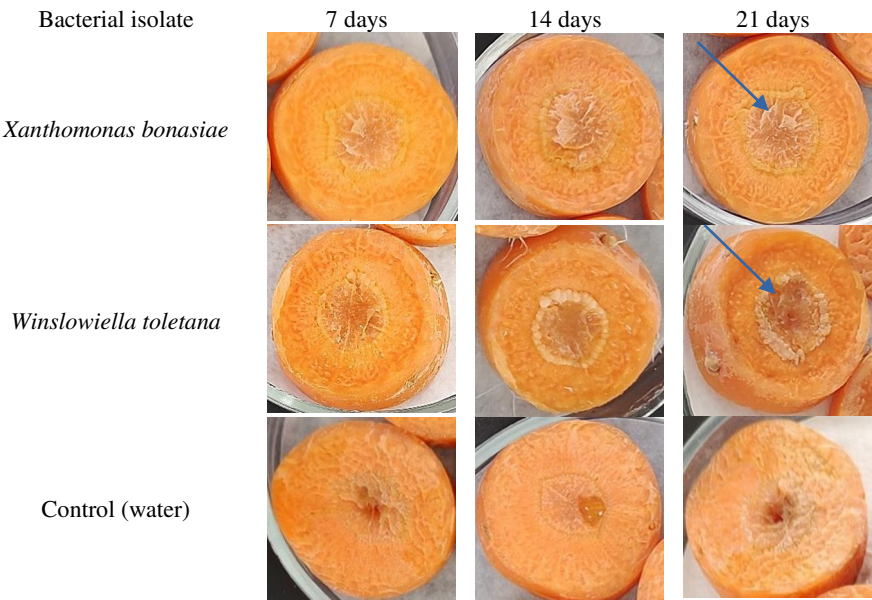 Bacterial isolate 7 days 14 days 21 days
Xanthomonas bonasiae
Winslowiella toletana
Control (water)